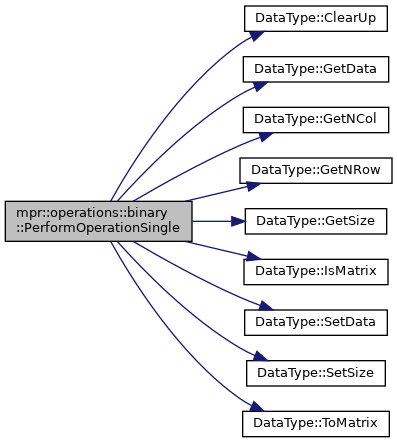 mpr::operations::binary
::PerformOperationSingle
DataType::ClearUp
DataType::GetData
DataType::GetNCol
DataType::GetNRow
DataType::GetSize
DataType::IsMatrix
DataType::SetData
DataType::SetSize
DataType::ToMatrix